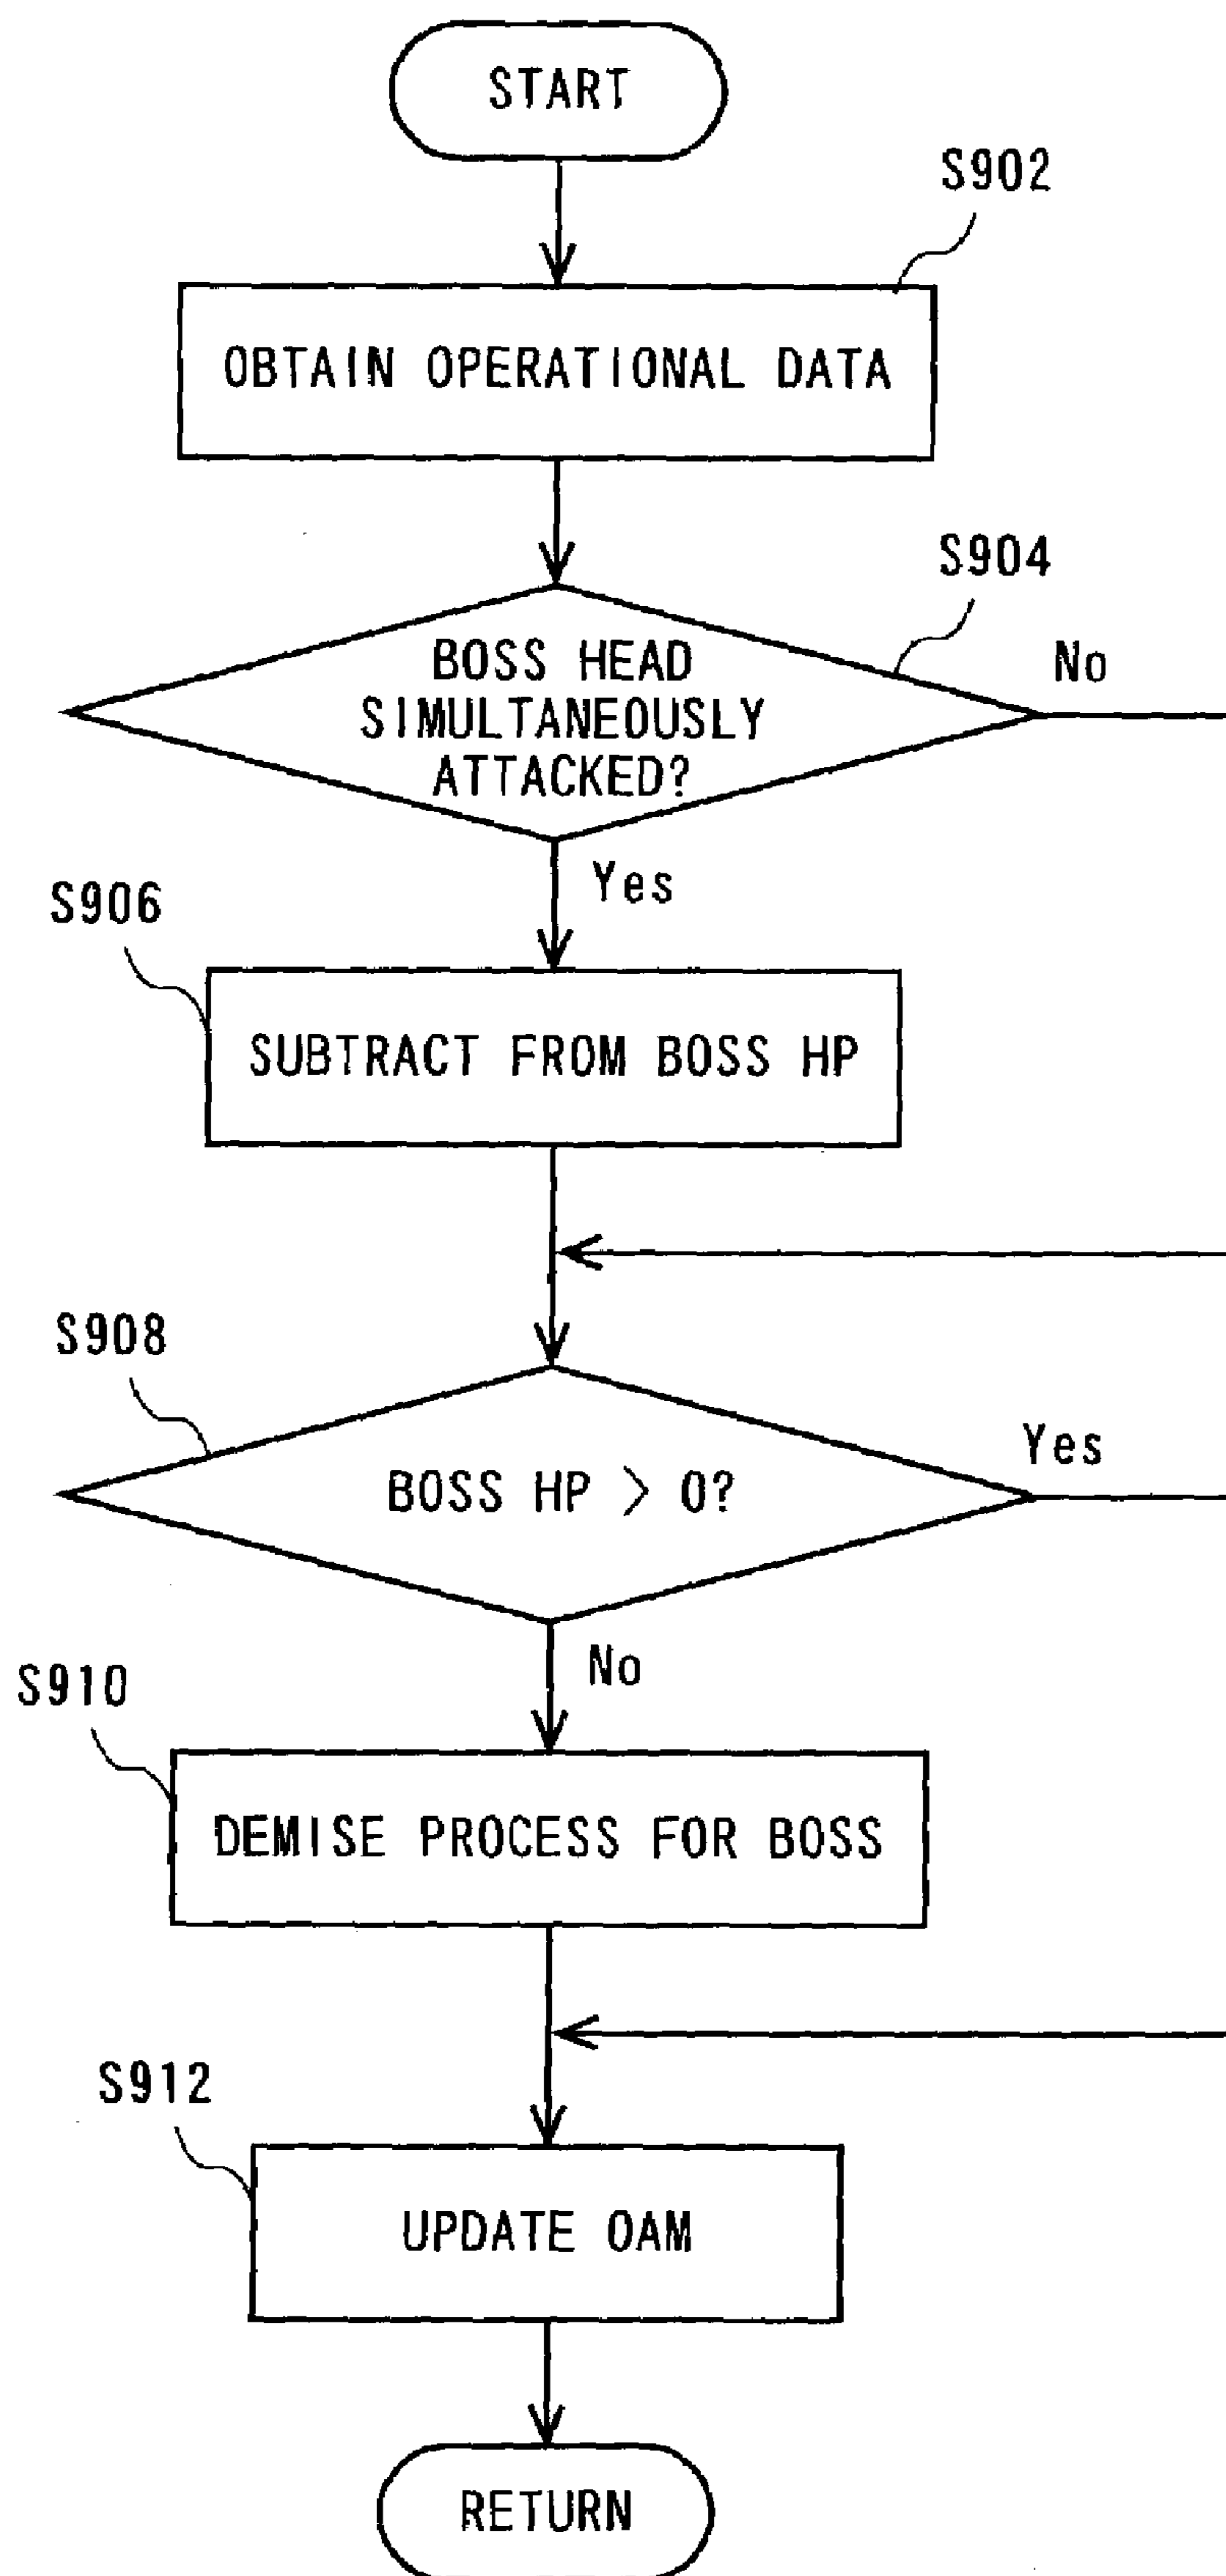 START
S902
OBTAIN OPERATIONAL DATA
S904
BOSS HEAD
SIMULTANEOUSLY
ATTACKED?
No
Yes
S906
SUBTRACT FROM BOSS HP
S908
BOSS HP > 0?
Yes
No
S910
DEMISE PROCESS FOR BOSS
S912
UPDATE OAM
RETURN